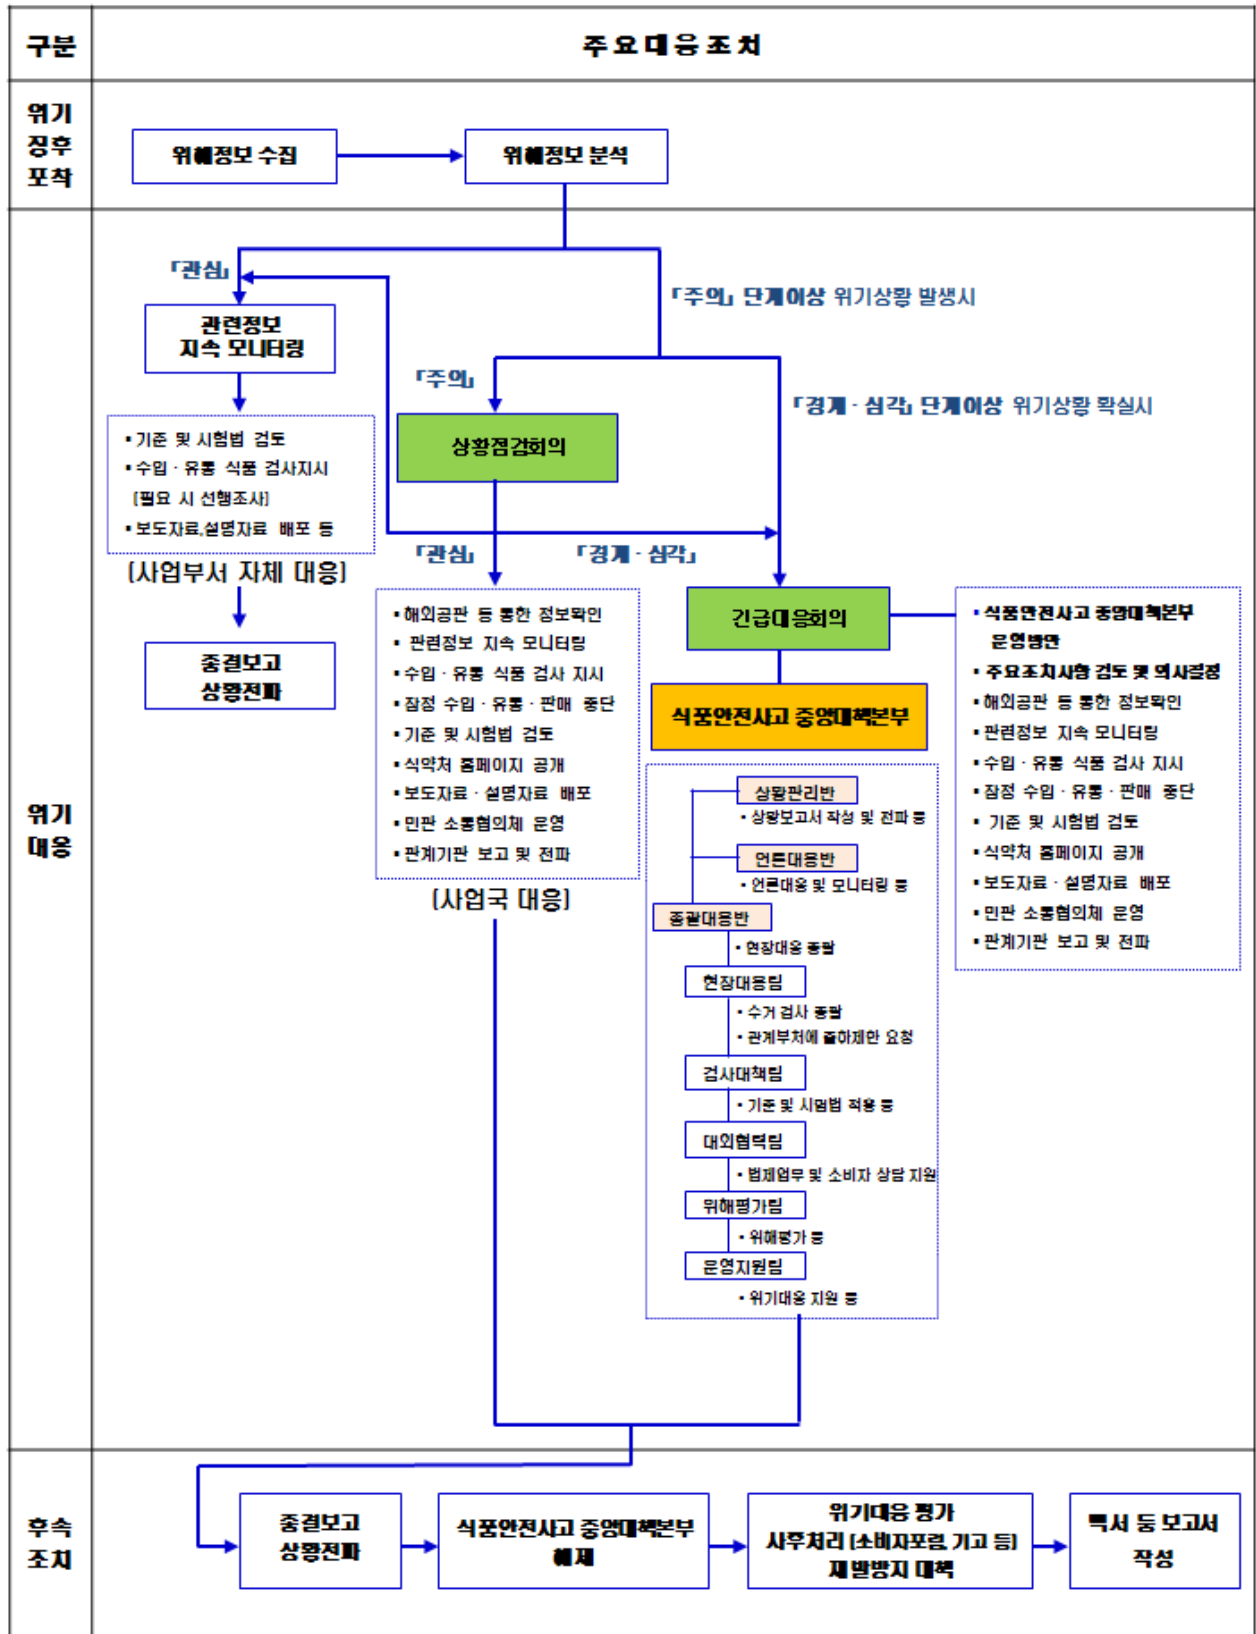 구분
주요대응조치
위기
징후
포착
위해정보 수집
위해정보 분석
「관심」
「주의」 단계이상 위기상황 발생시
관련정보
지속 모니터링
「주의」
「경계 · 심각」 단계이상 위기상황 확실시
▪ 기준 및 시험법 검토
▪ 수입 · 유통 식품 검사지시
(필요 시 선행조사)
▪ 보도자료,설명자료 배포 등
(사업부서 자체 대응)
상황점검회의
「관심」
「경계 · 심각」
종결보고
상황전파
위기
대응
▪ 해외공관 등 통한 정보확인
▪ 관련정보 지속 모니터링
▪ 수입 · 유통 식품 검사 지시
▪ 잠정 수입 · 유통 · 판매 중단
▪ 기준 및 시험법 검토
▪ 식약처 홈페이지 공개
▪ 보도자료 · 설명자료 배포
▪ 민관 소통협의체 운영
▪ 관계기관 보고 및 전파
(사업국 대응)
긴급대응회의
식품안전사고 중앙대책본부
▪ 식품안전사고 중앙대책본부
운영방안
▪ 주요조치사항 검토 및 의사결정
▪ 해외공관 등 통한 정보확인
▪ 관련정보 지속 모니터링
▪ 수입 · 유통 식품 검사 지시
▪ 잠정 수입 · 유통 · 판매 중단
▪ 기준 및 시험법 검토
▪ 식약처 홈페이지 공개
▪ 보도자료 · 설명자료 배포
▪ 민관 소통협의체 운영
▪ 관계기관 보고 및 전파
상황관리반
▪ 상황보고서 작성 및 전파 등
언론대응반
▪ 언론대응 및 모니터링 등
종괄대응반
▪ 현장대응 총괄
현장대응팀
▪ 수거 검사 총괄
▪ 관계부처에 출하제한 요청
검사대책팀
▪ 기준 및 시험법 적용 등
대외협력팀
▪ 법제업무 및 소비자 상담 지원
위해평가팀
▪ 위해평가 등
운영지원팀
▪ 위기대응 지원 등
후속
조치
종결보고
상황전파
식품안전사고 중앙대책본부
해제
위기대응 평가
사후처리 (소비자포럼, 기고 등)
재발방지 대책
백서 등 보고서
작성